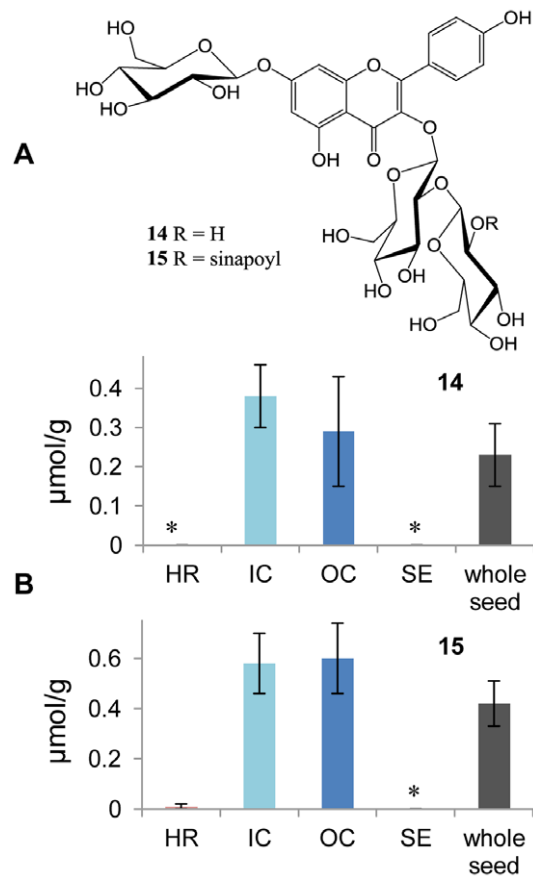 OH
HO
O
HO
O
O
HO
OH
HO
O
OH
O
O
A
O
O
OR
14 R = H
HO
O
15 R = sinapoyl
HO
OH
OH
HO
OH
14
0.4
0.3
0.2
0.1
0
µmol/g
*
*
HR IC OC SE whole
seed
B
15
0.6
0.4
0.2
0
µmol/g
*
HR IC OC SE whole
seed